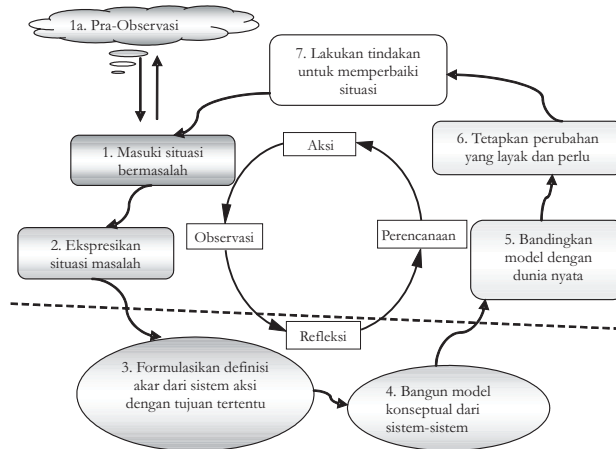 1a. Pra-Observasi
7. Lakukan tindakan
untuk memperbaiki
situasi
1. Masuki situasi
bermasalah
Aksi
6. Tetapkan perubahan
yang layak dan perlu
2. Ekspresikan
situasi masalah
Observasi
Perencanaan
5. Bandingkan
model dengan
dunia nyata
Refleksi
3. Formulasikan definisi
akar dari sistem aksi
dengan tujuan tertentu
4. Bangun model
konseptual dari
sistem-sistem